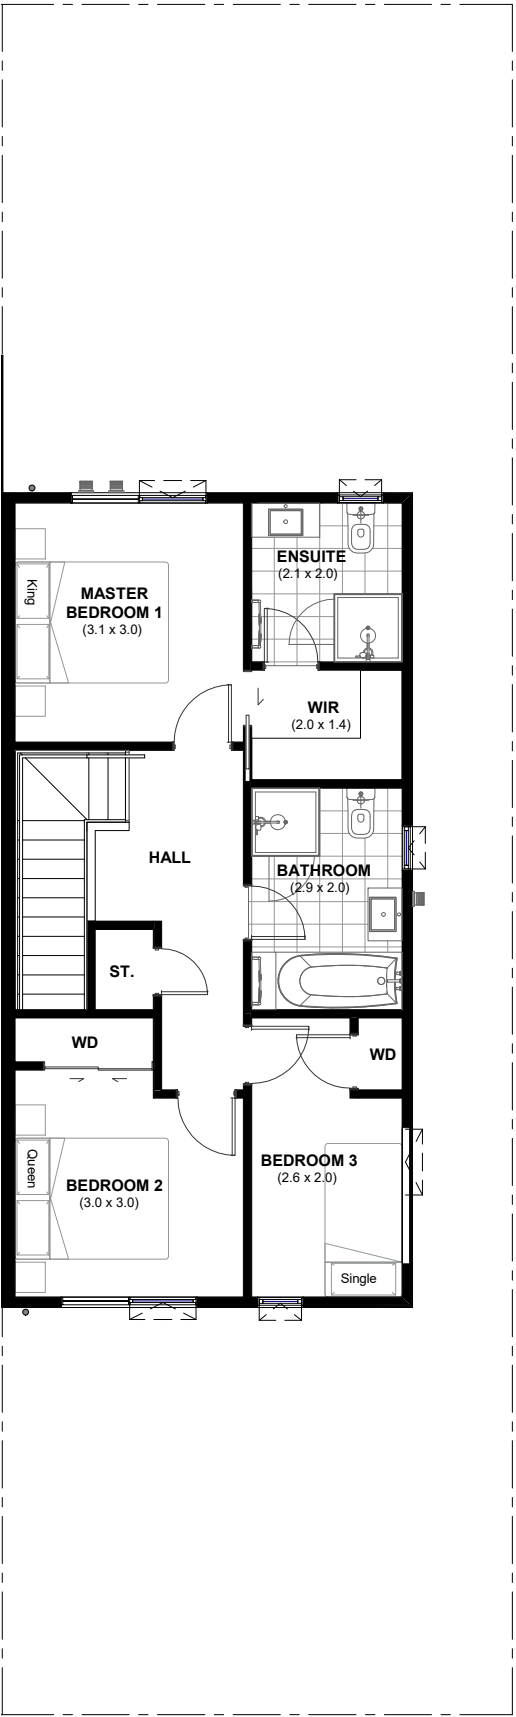 ENSUITE
(2.1 x 2.0)
King
MASTER
BEDROOM 1
(3.1 x 3.0)
WIR
(2.0 x 1.4)
HALL
BATHROOM
(2.9 x 2.0)
ST.
WD
WD
Queen
BEDROOM 2
(3.0 x 3.0)
BEDROOM 3
(2.6 x 2.0)
Single